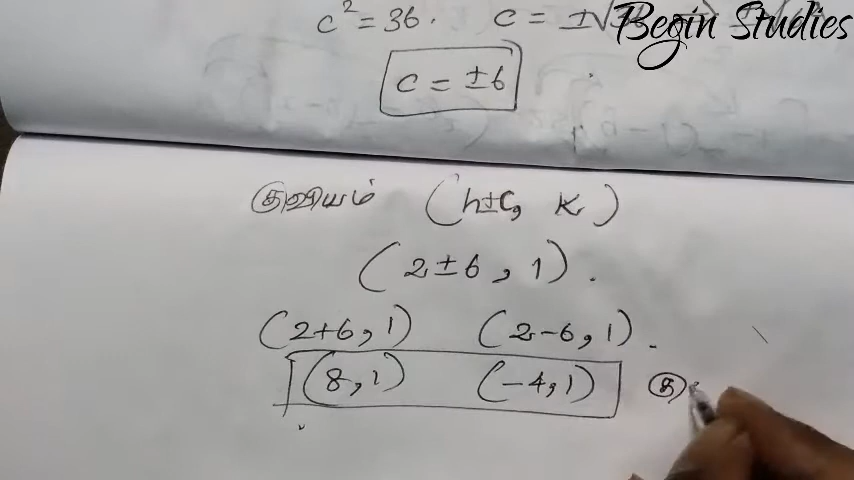 c² = 36. c = ±√
Begin Studies
c = ±6
குவியம் (h±c, k)
(2±6, 1).
(2+6, 1) (2-6, 1).
(8, 1) (-4, 1)